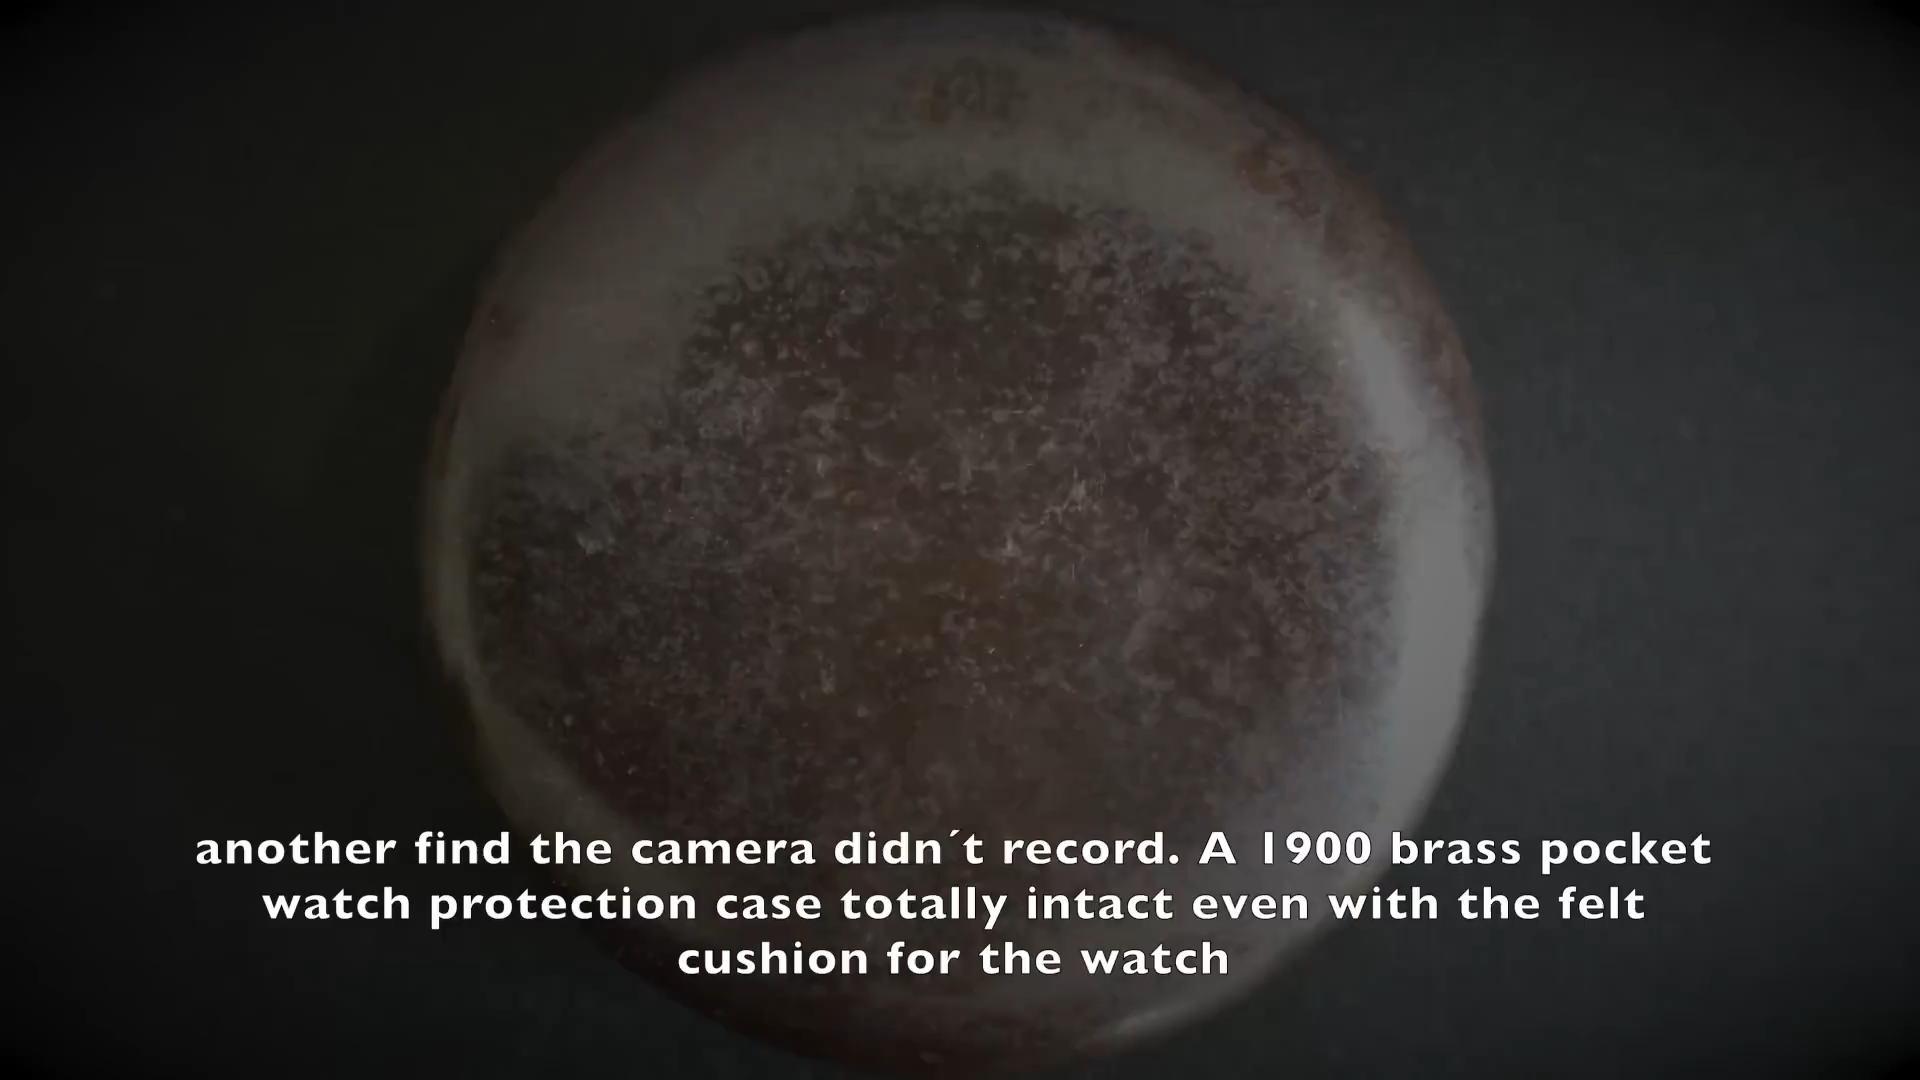 another find the camera didn´t record. A 1900 brass pocket
watch protection case totally intact even with the felt
cushion for the watch